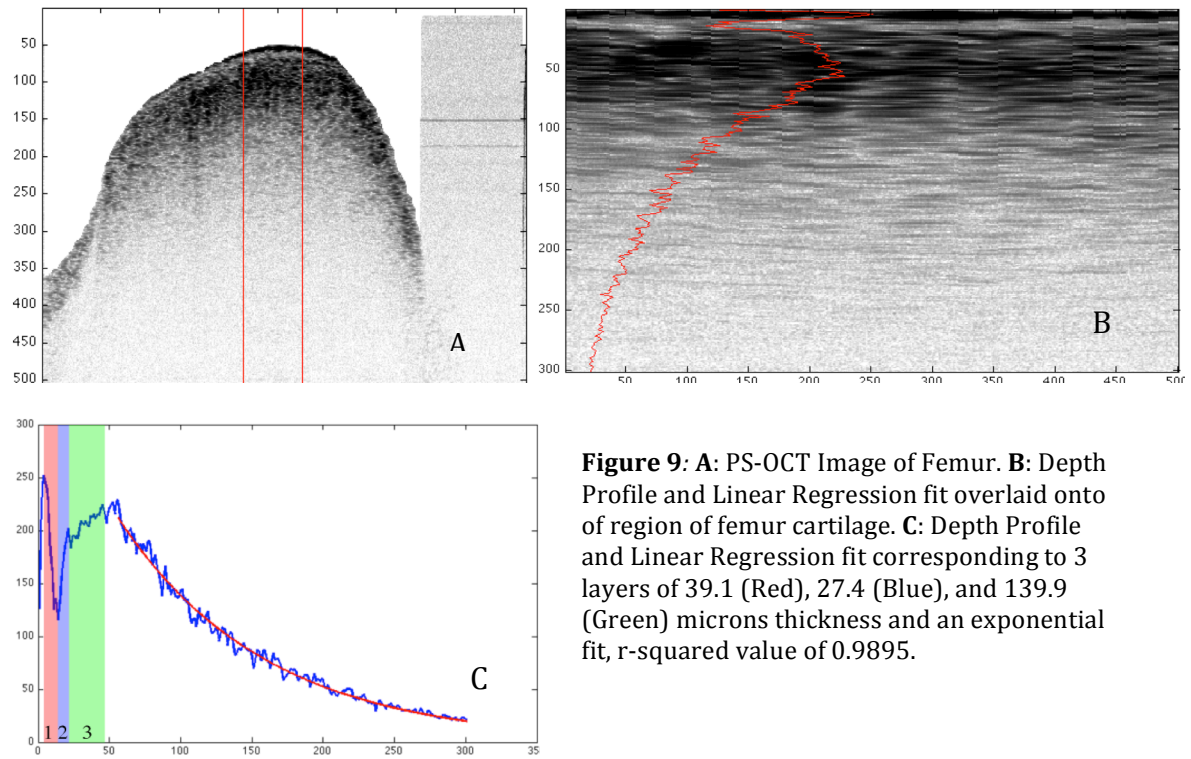 50
100
150
200
250
300
350
400
450
500
A
50
100
150
200
250
300
B
50 100 150 200 250 300 350 400 450 500
300
250
200
150
100
50
0
1 2 3
C
0 50 100 150 200 250 300 35
Figure 9: A: PS-OCT Image of Femur. B: Depth
Profile and Linear Regression fit overlaid onto
of region of femur cartilage. C: Depth Profile
and Linear Regression fit corresponding to 3
layers of 39.1 (Red), 27.4 (Blue), and 139.9
(Green) microns thickness and an exponential
fit, r-squared value of 0.9895.